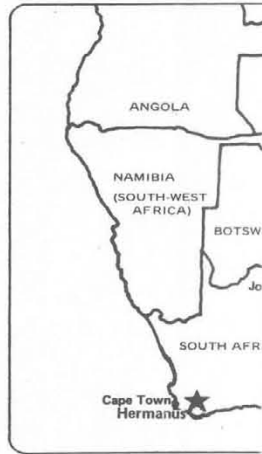 ANGOLA
NAMIBIA
(SOUTH-WEST
AFRICA)
BOTSW
Jo
SOUTH AFR
Cape Town
Hermanus